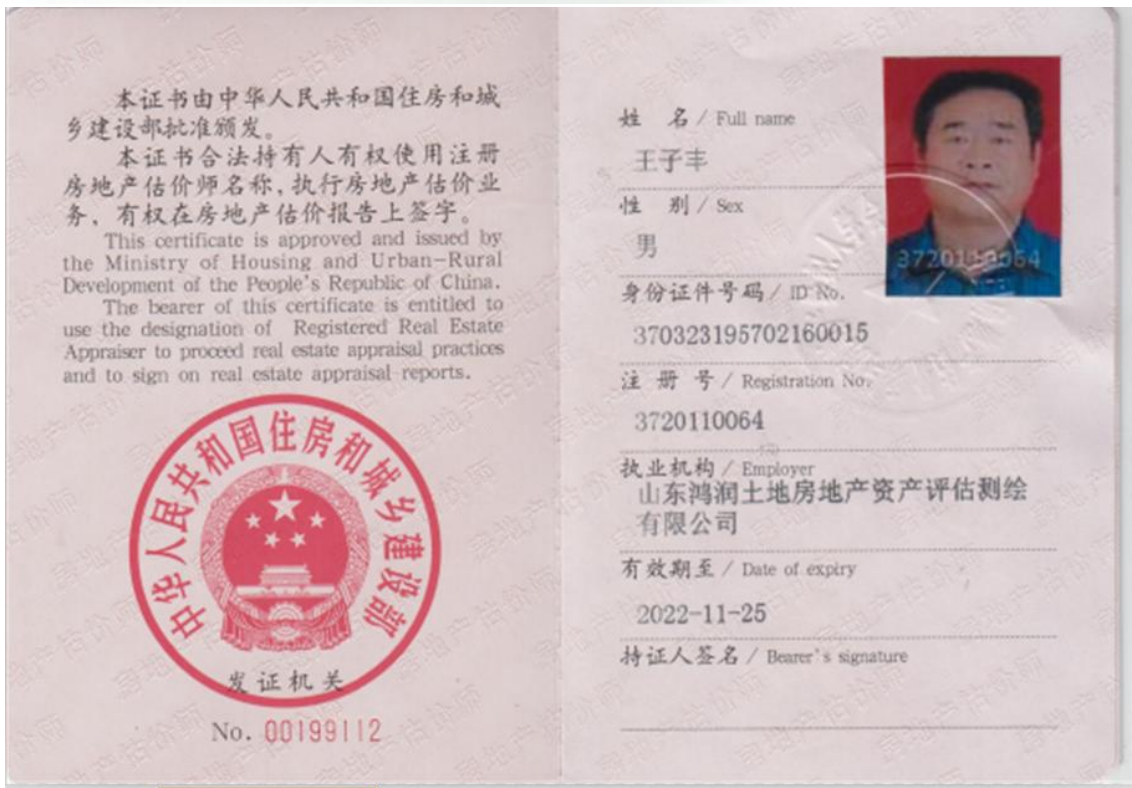 本证书由中华人民共和国住房和城
乡建设部批准颁发。
本证书合法持有人有权使用注册
房地产估价师名称,执行房地产估价业
务,有权在房地产估价报告上签字。
This certificate is approved and issued by
the Ministry of Housing and Urban-Rural
Development of the People's Republic of China.
The bearer of this certificate is entitled to
use the designation of Registered Real Estate
Appraiser to proceed real estate appraisal practices
and to sign on real estate appraisal reports.
中华人民共和国住房和城乡建设部
发证机关
No. 00199112
姓 名 / Full name
王子丰
性 别 / Sex
男
身份证件号码 / ID No.
370323195702160015
注 册 号 / Registration No.
3720110064
执业机构 / Employer
山东鸿润土地房地产资产评估测绘
有限公司
有效期至 / Date of expiry
2022-11-25
持证人签名 / Bearer's signature
3720110064